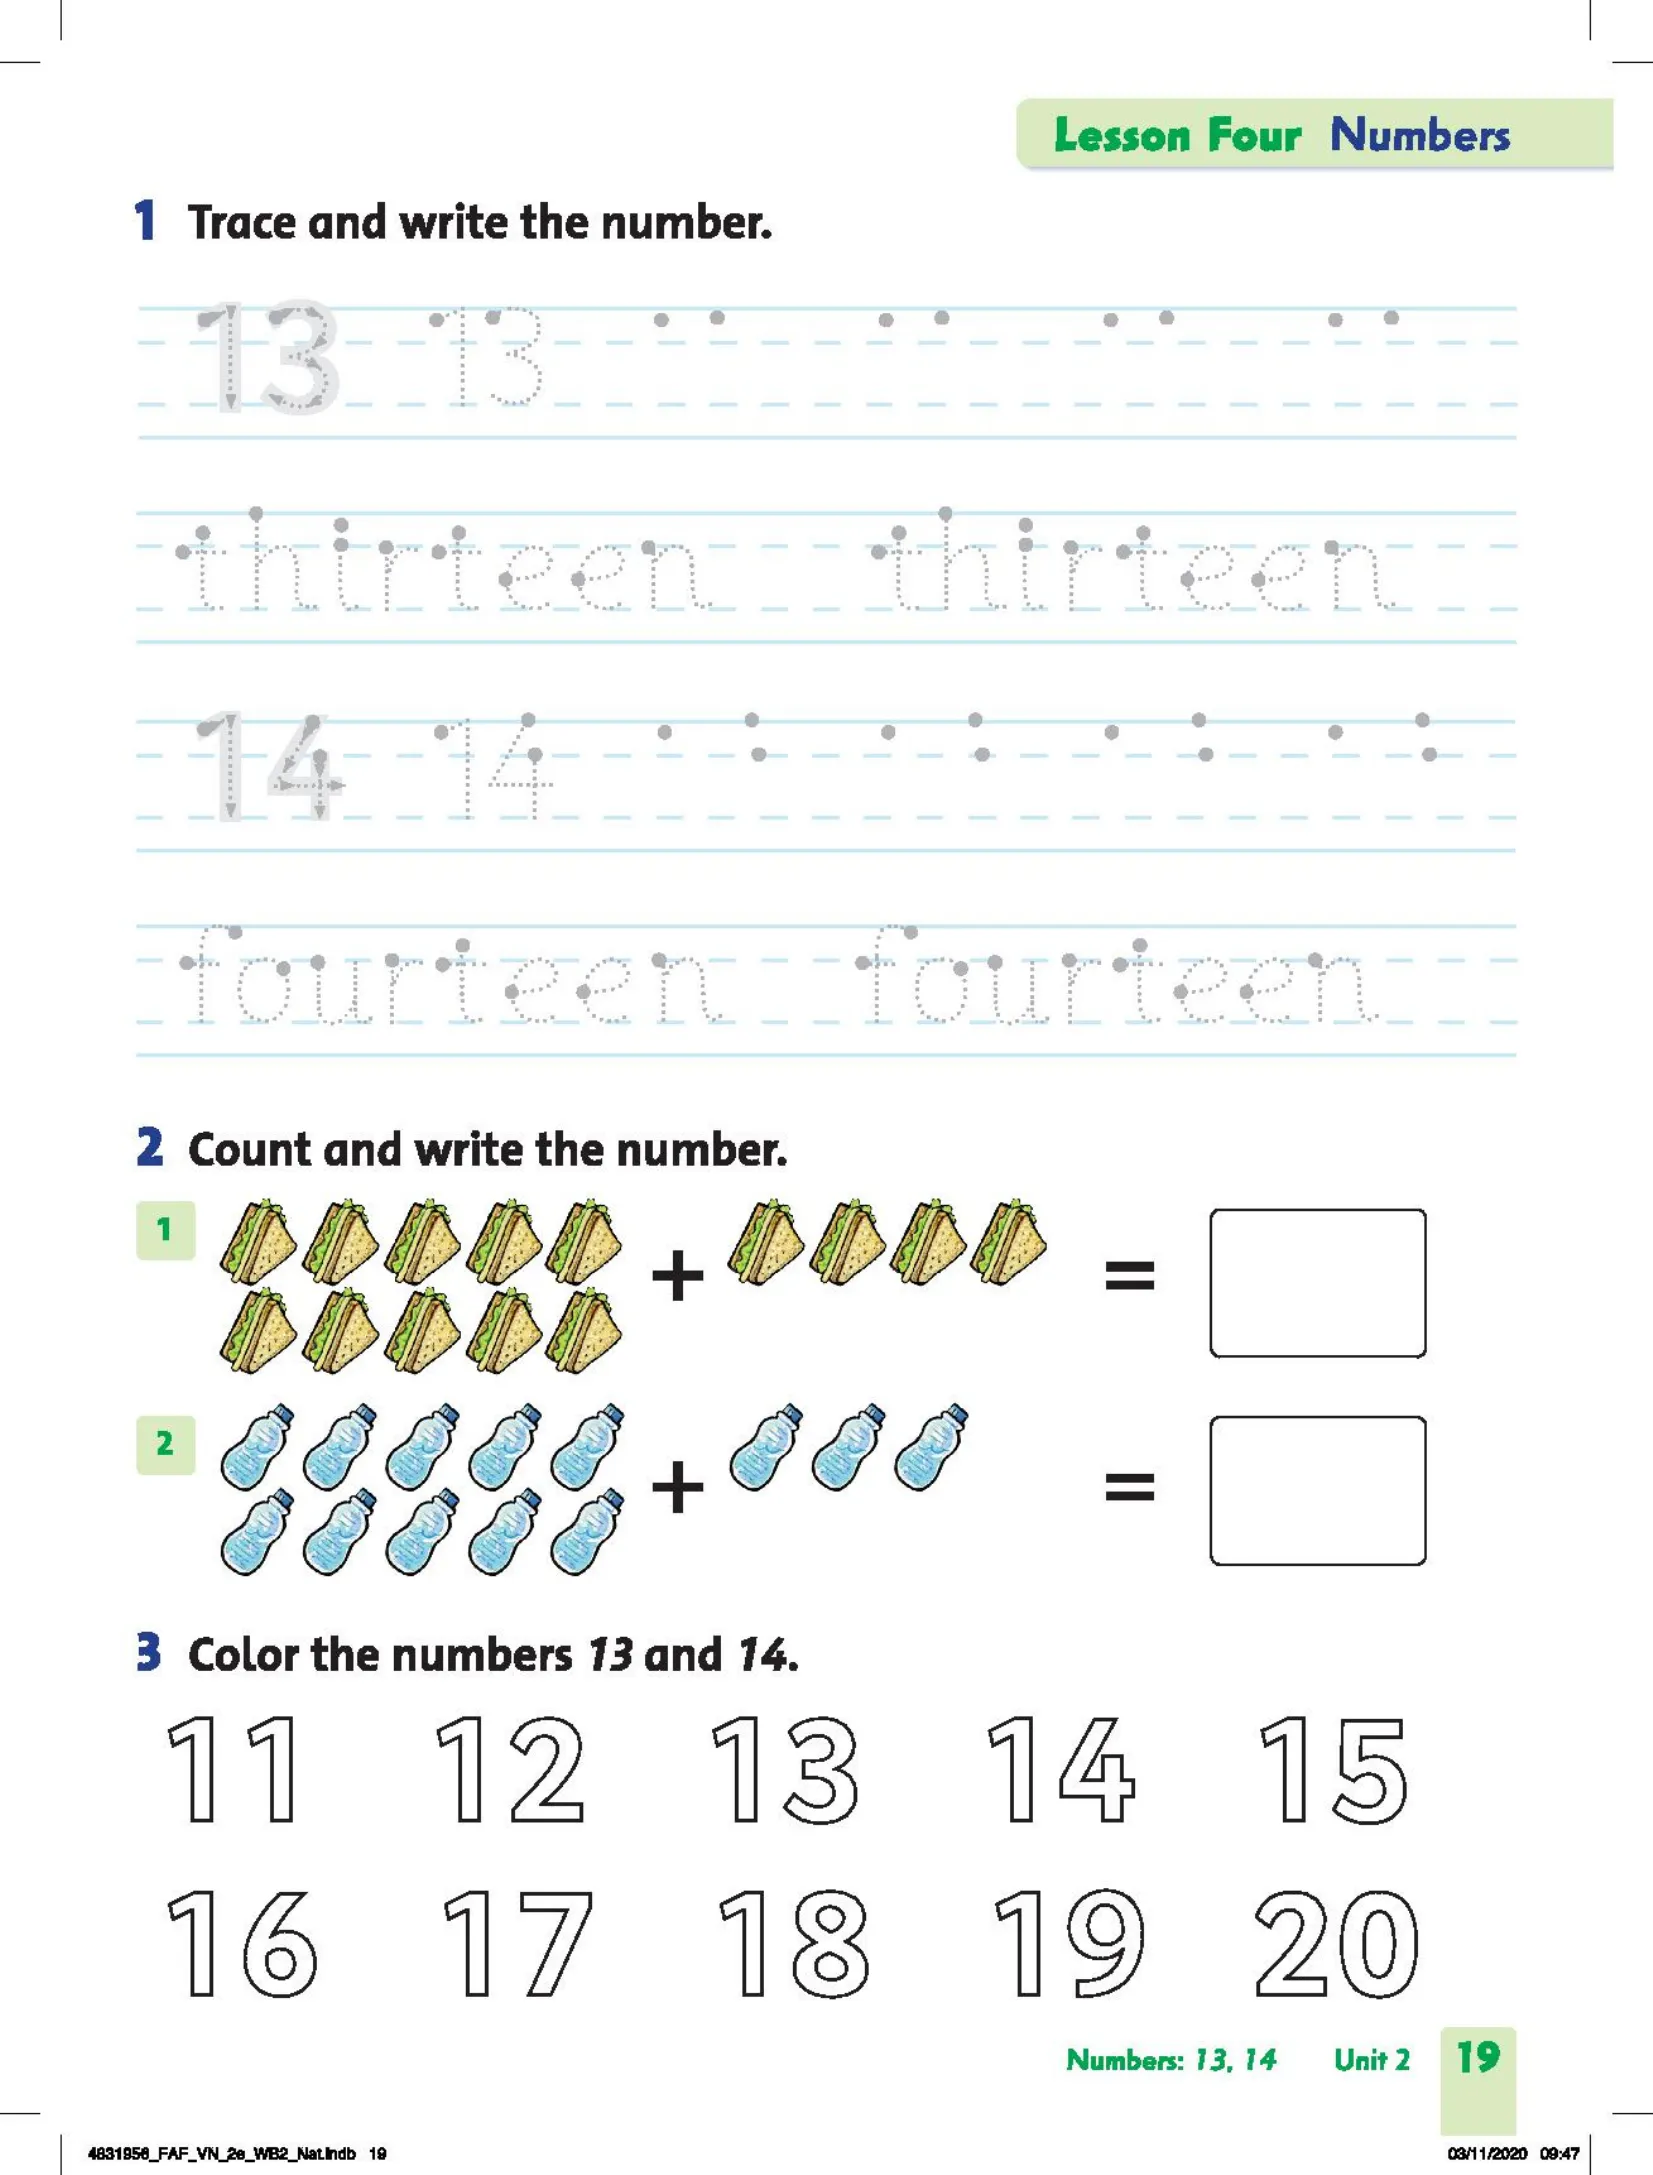 Lesson Four Numbers
1 Trace and write the number.
13 13
thirteen thirteen
14 14
fourteen fourteen
2 Count and write the number.
1 + =
2 + =
3 Color the numbers 13 and 14.
11 12 13 14 15
16 17 18 19 20
Numbers: 13, 14 Unit 2 19
4831956_FAF_VN_2e_WB2_Nat.indb 19 03/11/2020 09:47